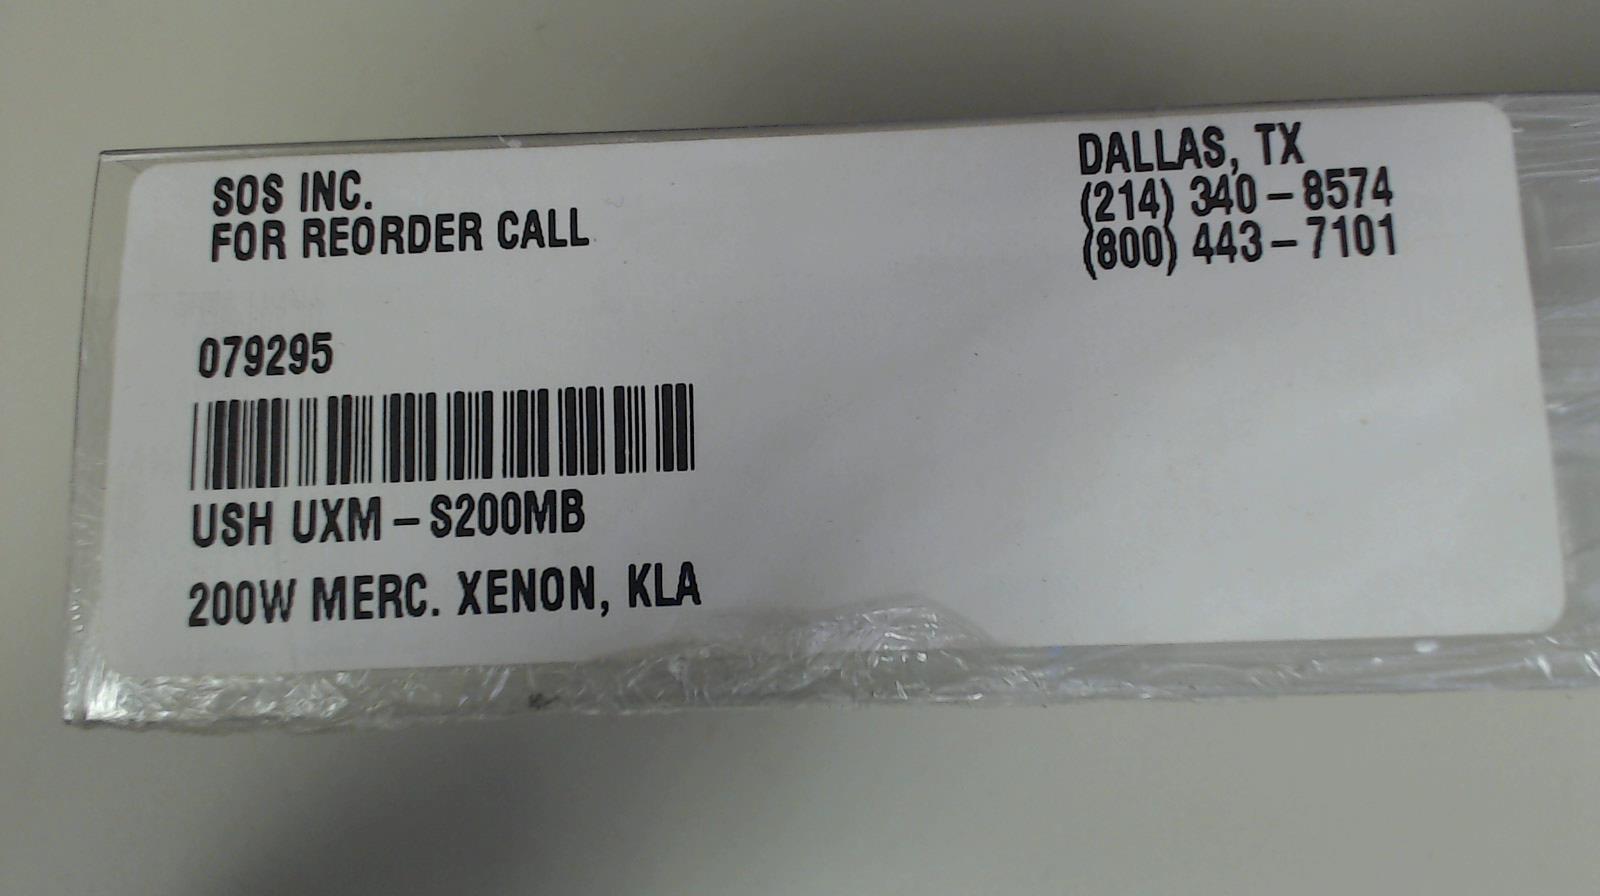 SOS INC.
FOR REORDER CALL
DALLAS, TX
(214) 340-8574
(800) 443-7101
079295
USH UXM-S200MB
200W MERC. XENON, KLA